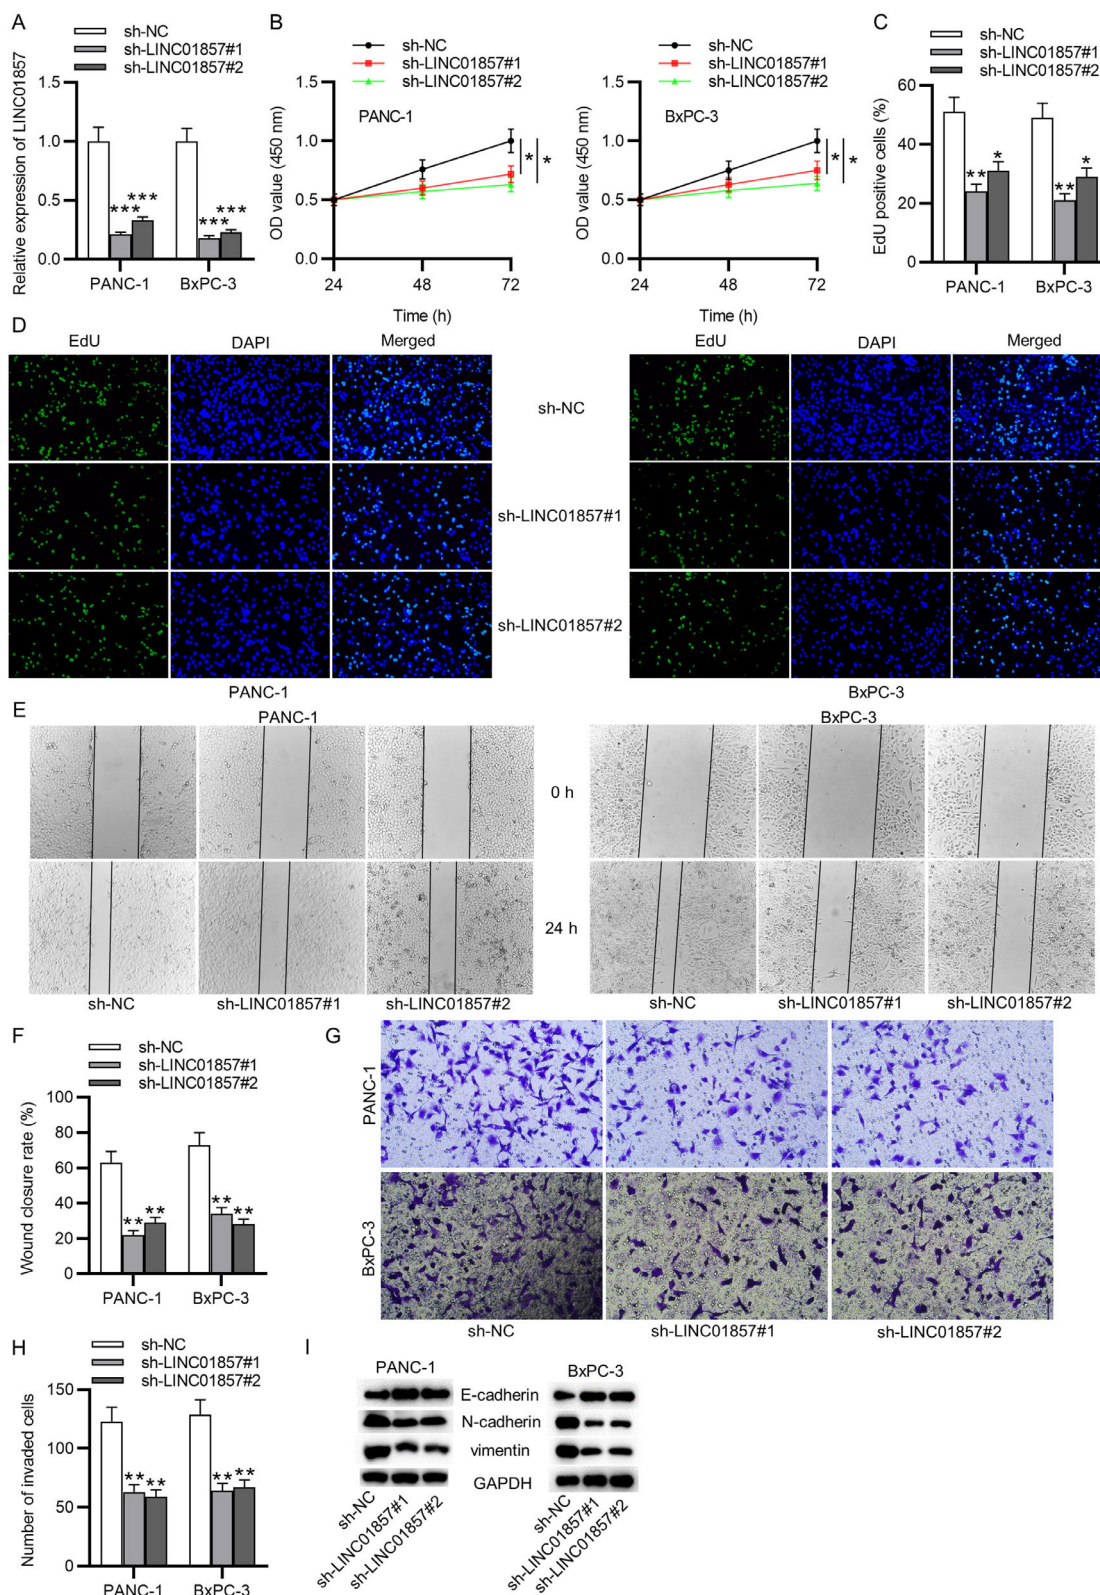 A
sh-NC
sh-LINC01857#1
sh-LINC01857#2
Relative expression of LINC01857
1.5
1.0
0.5
0.0
***
***
***
***
PANC-1
BxPC-3
B
sh-NC
sh-LINC01857#1
sh-LINC01857#2
OD value (450 nm)
1.5
1.0
0.5
0.0
PANC-1
*
*
24
48
72
Time (h)
sh-NC
sh-LINC01857#1
sh-LINC01857#2
OD value (450 nm)
1.5
1.0
0.5
0.0
BxPC-3
*
*
24
48
72
Time (h)
C
sh-NC
sh-LINC01857#1
sh-LINC01857#2
EdU positive cells (%)
60
40
20
0
**
*
**
*
PANC-1
BxPC-3
D
EdU
DAPI
Merged
EdU
DAPI
Merged
sh-NC
sh-LINC01857#1
sh-LINC01857#2
PANC-1
BxPC-3
E
PANC-1
BxPC-3
0 h
24 h
sh-NC
sh-LINC01857#1
sh-LINC01857#2
sh-NC
sh-LINC01857#1
sh-LINC01857#2
F
sh-NC
sh-LINC01857#1
sh-LINC01857#2
Wound closure rate (%)
100
80
60
40
20
0
**
**
**
**
PANC-1
BxPC-3
G
PANC-1
BxPC-3
sh-NC
sh-LINC01857#1
sh-LINC01857#2
H
sh-NC
sh-LINC01857#1
sh-LINC01857#2
Number of invaded cells
150
100
50
0
**
**
**
**
PANC-1
BxPC-3
I
PANC-1
BxPC-3
E-cadherin
N-cadherin
vimentin
GAPDH
sh-NC
sh-LINC01857#1
sh-LINC01857#2
sh-NC
sh-LINC01857#1
sh-LINC01857#2